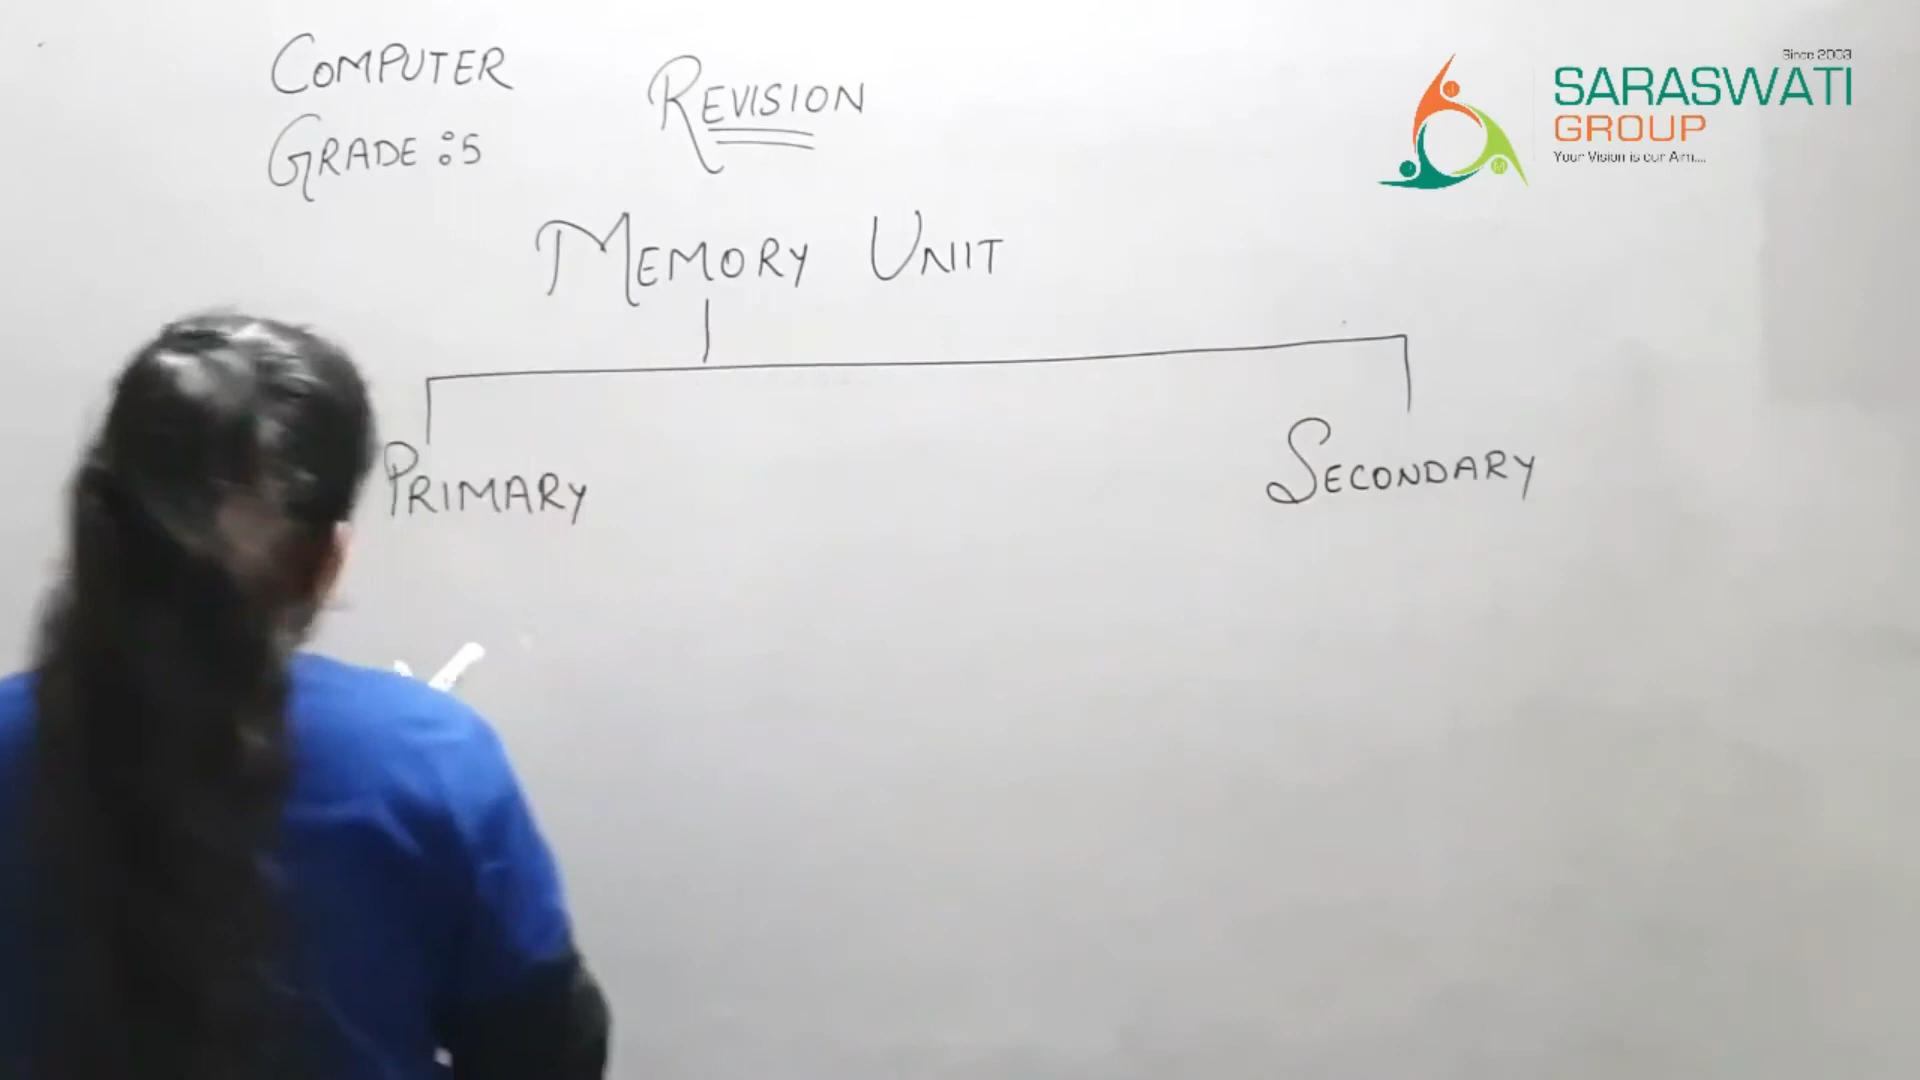 COMPUTER
GRADE : 5
REVISION
Since 2003
SARASWATI
GROUP
Your Vision is our Aim....
MEMORY UNIT
PRIMARY
SECONDARY